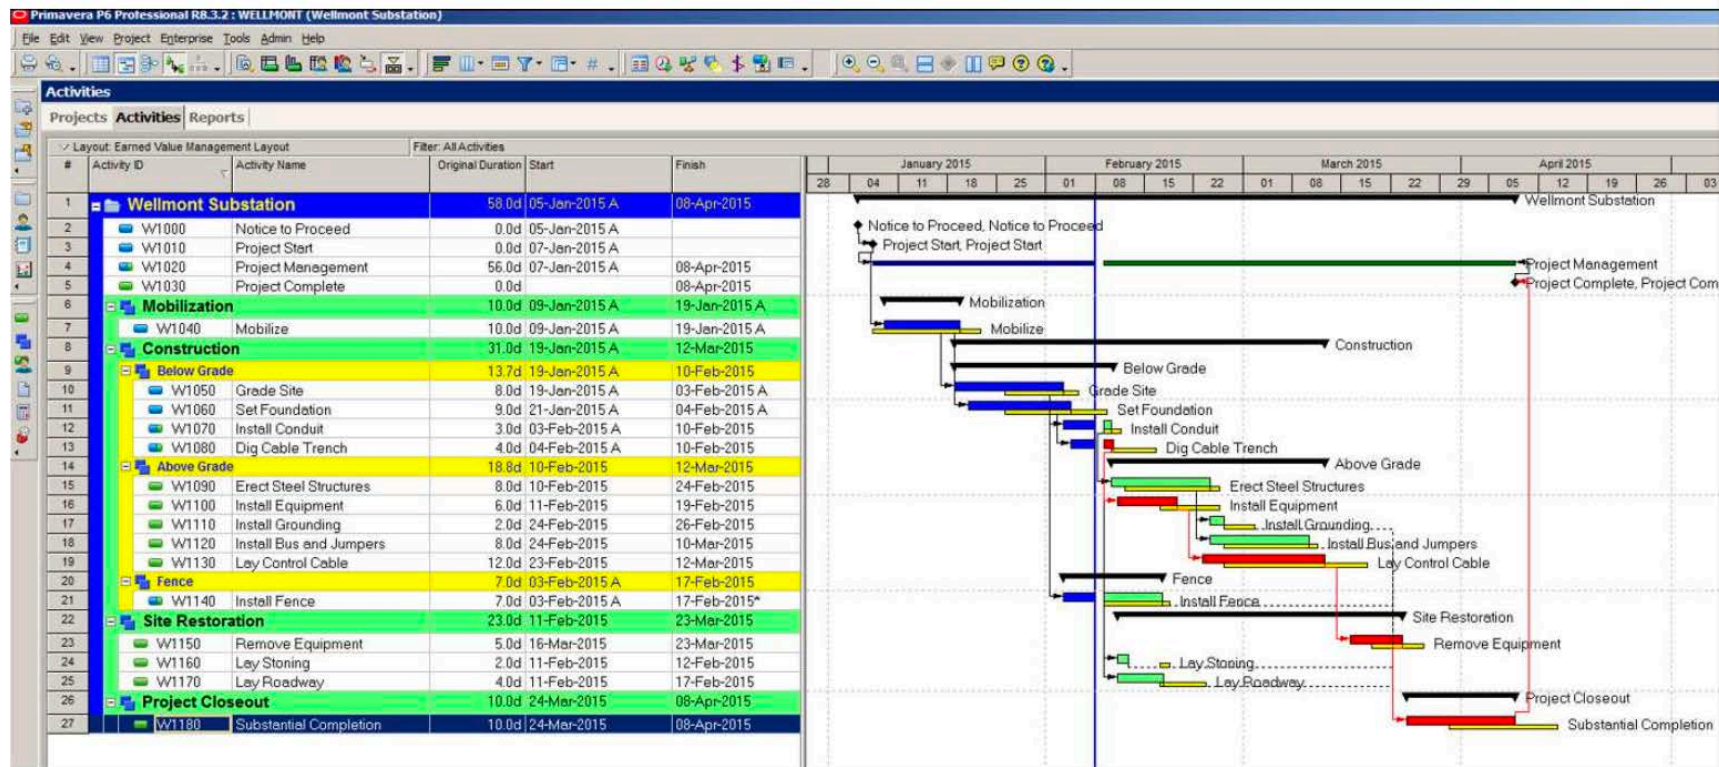 Primavera P6 Professional R8.3.2 : WELLMONT (Wellmont Substation)
File Edit View Project Enterprise Tools Admin Help
Activities
Projects Activities Reports
Layout: Earned Value Management Layout Filter: All Activities
# Activity ID Activity Name Original Duration Start Finish January 2015 February 2015 March 2015 April 2015
28 04 11 18 25 01 08 15 22 01 08 15 22 29 05 12 19 26 03
1 Wellmont Substation 58.0d 05-Jan-2015 A 08-Apr-2015 Wellmont Substation
2 W1000 Notice to Proceed 0.0d 05-Jan-2015 A Notice to Proceed, Notice to Proceed
3 W1010 Project Start 0.0d 07-Jan-2015 A Project Start, Project Start
4 W1020 Project Management 56.0d 07-Jan-2015 A 08-Apr-2015 Project Management
5 W1030 Project Complete 0.0d 08-Apr-2015 Project Complete, Project Com
6 Mobilization 10.0d 09-Jan-2015 A 19-Jan-2015 A Mobilization
7 W1040 Mobilize 10.0d 09-Jan-2015 A 19-Jan-2015 A Mobilize
8 Construction 31.0d 19-Jan-2015 A 12-Mar-2015 Construction
9 Below Grade 13.7d 19-Jan-2015 A 10-Feb-2015 Below Grade
10 W1050 Grade Site 8.0d 19-Jan-2015 A 03-Feb-2015 A Grade Site
11 W1060 Set Foundation 9.0d 21-Jan-2015 A 04-Feb-2015 A Set Foundation
12 W1070 Install Conduit 3.0d 03-Feb-2015 A 10-Feb-2015 Install Conduit
13 W1080 Dig Cable Trench 4.0d 04-Feb-2015 A 10-Feb-2015 Dig Cable Trench
14 Above Grade 18.8d 10-Feb-2015 12-Mar-2015 Above Grade
15 W1090 Erect Steel Structures 8.0d 10-Feb-2015 24-Feb-2015 Erect Steel Structures
16 W1100 Install Equipment 6.0d 11-Feb-2015 19-Feb-2015 Install Equipment
17 W1110 Install Grounding 2.0d 24-Feb-2015 26-Feb-2015 Install Grounding
18 W1120 Install Bus and Jumpers 8.0d 24-Feb-2015 10-Mar-2015 Install Bus and Jumpers
19 W1130 Lay Control Cable 12.0d 23-Feb-2015 12-Mar-2015 Lay Control Cable
20 Fence 7.0d 03-Feb-2015 A 17-Feb-2015 Fence
21 W1140 Install Fence 7.0d 03-Feb-2015 A 17-Feb-2015* Install Fence
22 Site Restoration 23.0d 11-Feb-2015 23-Mar-2015 Site Restoration
23 W1150 Remove Equipment 5.0d 16-Mar-2015 23-Mar-2015 Remove Equipment
24 W1160 Lay Stoning 2.0d 11-Feb-2015 12-Feb-2015 Lay Stoning
25 W1170 Lay Roadway 4.0d 11-Feb-2015 17-Feb-2015 Lay Roadway
26 Project Closeout 10.0d 24-Mar-2015 08-Apr-2015 Project Closeout
27 W1180 Substantial Completion 10.0d 24-Mar-2015 08-Apr-2015 Substantial Completion